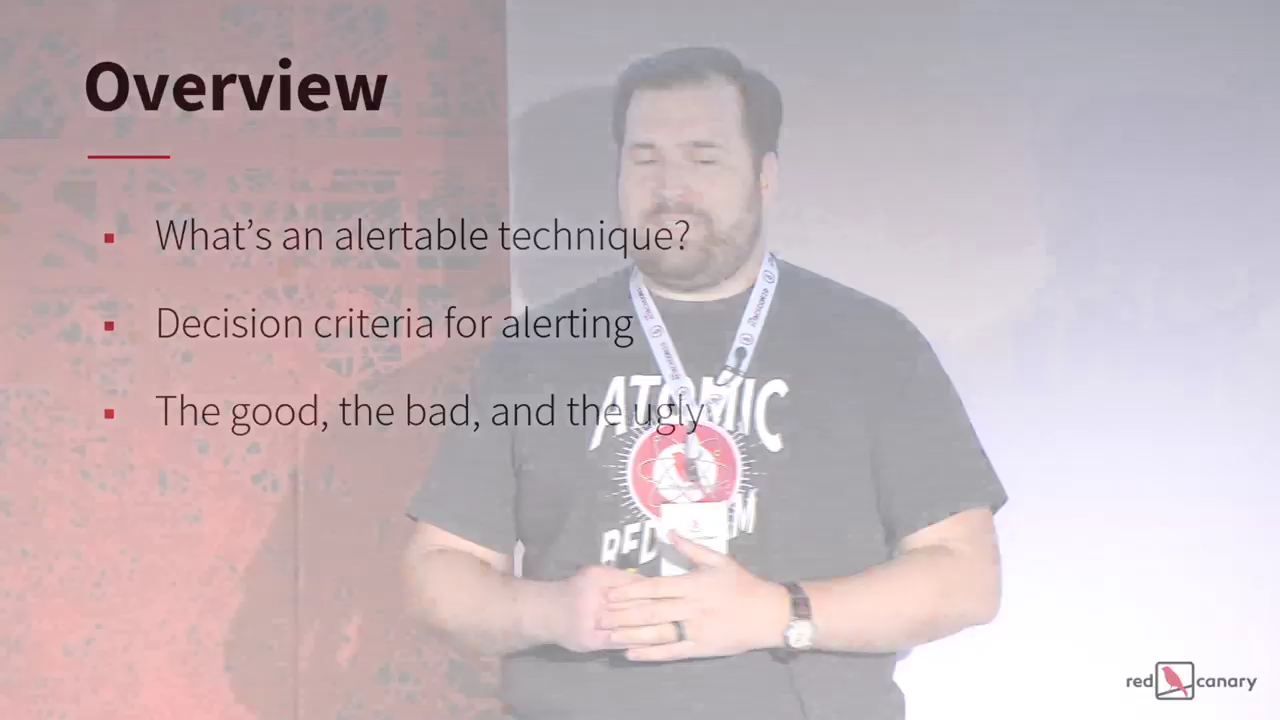 Overview
What’s an alertable technique?
Decision criteria for alerting
The good, the bad, and the ugly
ATOMIC
RED
red canary